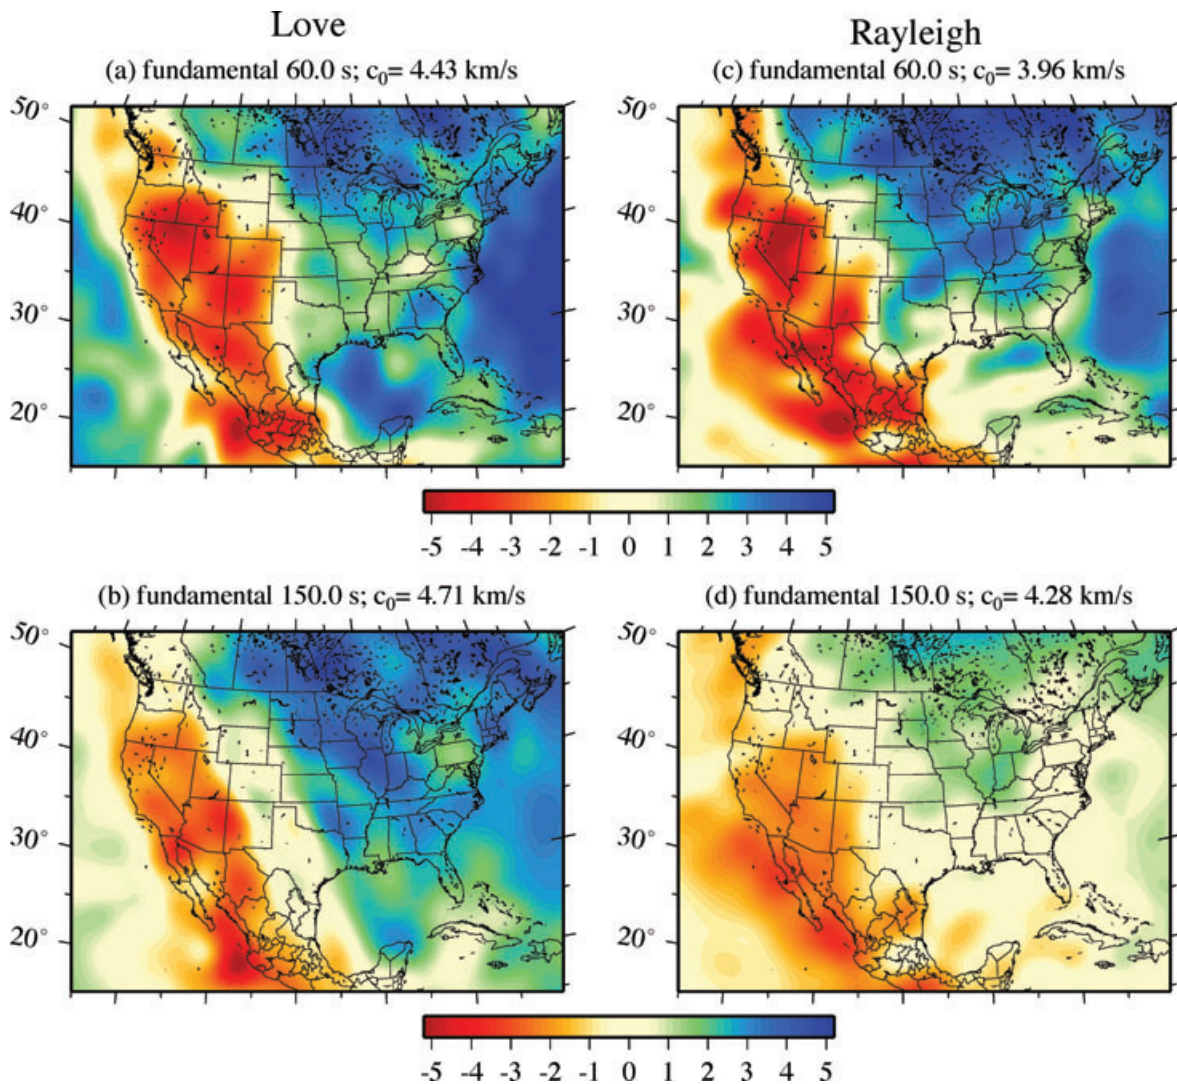 Love
Rayleigh
(a) fundamental 60.0 s; c₀= 4.43 km/s
(c) fundamental 60.0 s; c₀= 3.96 km/s
50°
40°
30°
20°
50°
40°
30°
20°
-5 -4 -3 -2 -1 0 1 2 3 4 5
(b) fundamental 150.0 s; c₀= 4.71 km/s
(d) fundamental 150.0 s; c₀= 4.28 km/s
50°
40°
30°
20°
50°
40°
30°
20°
-5 -4 -3 -2 -1 0 1 2 3 4 5